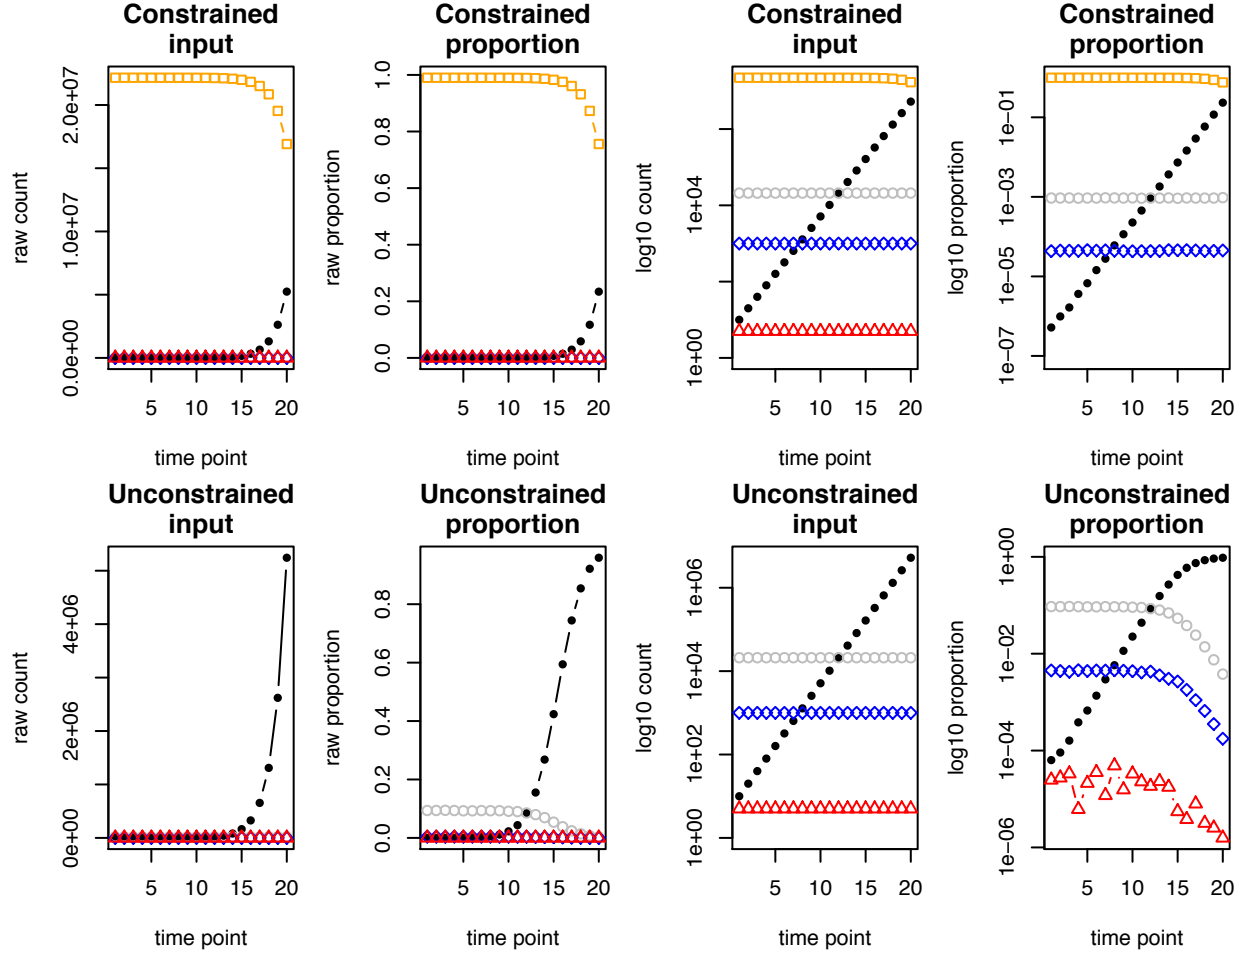 Constrained
input
raw count
0.0e+00
1.0e+07
2.0e+07
5
10
15
20
time point
Constrained
proportion
raw proportion
0.0
0.2
0.4
0.6
0.8
1.0
5
10
15
20
time point
Constrained
input
log10 count
1e+00
1e+04
5
10
15
20
time point
Constrained
proportion
log10 proportion
1e-07
1e-05
1e-03
1e-01
5
10
15
20
time point
Unconstrained
input
raw count
0e+00
2e+06
4e+06
5
10
15
20
time point
Unconstrained
proportion
raw proportion
0.0
0.2
0.4
0.6
0.8
5
10
15
20
time point
Unconstrained
input
log10 count
1e+00
1e+02
1e+04
1e+06
5
10
15
20
time point
Unconstrained
proportion
log10 proportion
1e-06
1e-04
1e-02
1e+00
5
10
15
20
time point